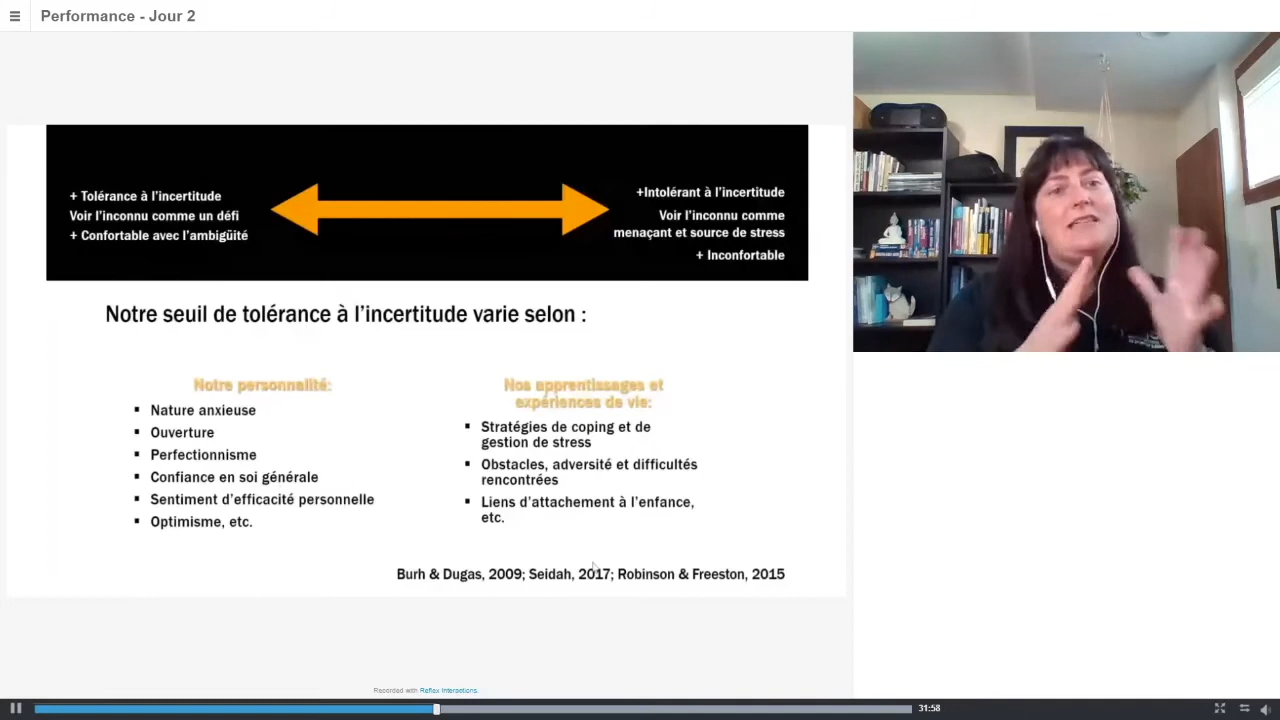 Performance - Jour 2
+ Tolérance à l'incertitude
Voir l'inconnu comme un défi
+ Confortable avec l'ambigüité
+Intolérant à l'incertitude
Voir l'inconnu comme
menaçant et source de stress
+ Inconfortable
Notre seuil de tolérance à l'incertitude varie selon :
Notre personnalité:
▪ Nature anxieuse
▪ Ouverture
▪ Perfectionnisme
▪ Confiance en soi générale
▪ Sentiment d'efficacité personnelle
▪ Optimisme, etc.
Nos apprentissages et
expériences de vie:
▪ Stratégies de coping et de
gestion de stress
▪ Obstacles, adversité et difficultés
rencontrées
▪ Liens d'attachement à l'enfance,
etc.
Burh & Dugas, 2009; Seidah, 2017; Robinson & Freeston, 2015
Recorded with Reflex Interactions.
31:58